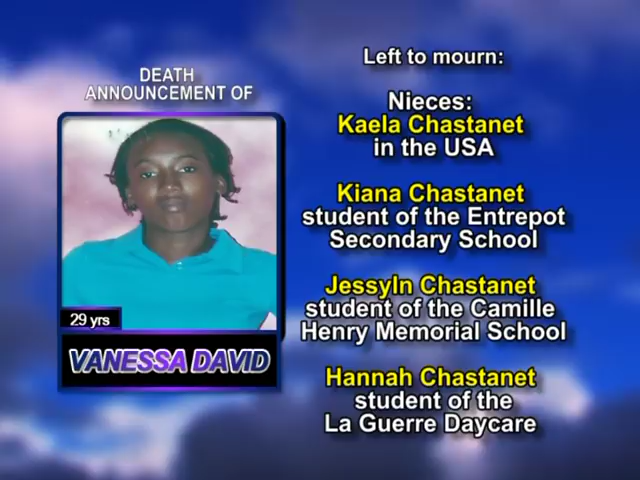 DEATH
ANNOUNCEMENT OF
29 yrs
VANESSA DAVID
Left to mourn:
Nieces:
Kaela Chastanet
in the USA
Kiana Chastanet
student of the Entrepot
Secondary School
Jessyln Chastanet
student of the Camille
Henry Memorial School
Hannah Chastanet
student of the
La Guerre Daycare